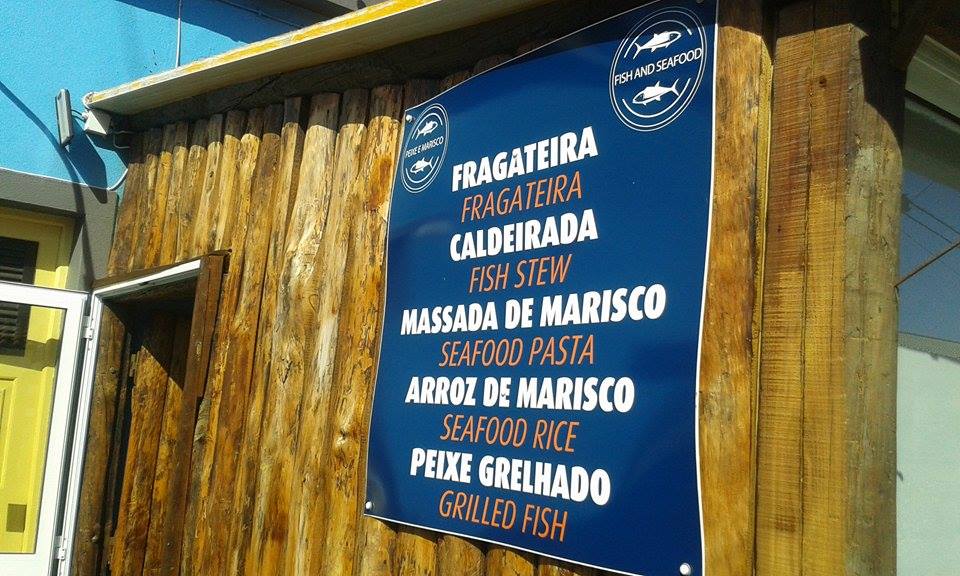 FISH AND SEAFOOD
PEIXE E MARISCO
FRAGATEIRA
FRAGATEIRA
CALDEIRADA
FISH STEW
MASSADA DE MARISCO
SEAFOOD PASTA
ARROZ DE MARISCO
SEAFOOD RICE
PEIXE GRELHADO
GRILLED FISH